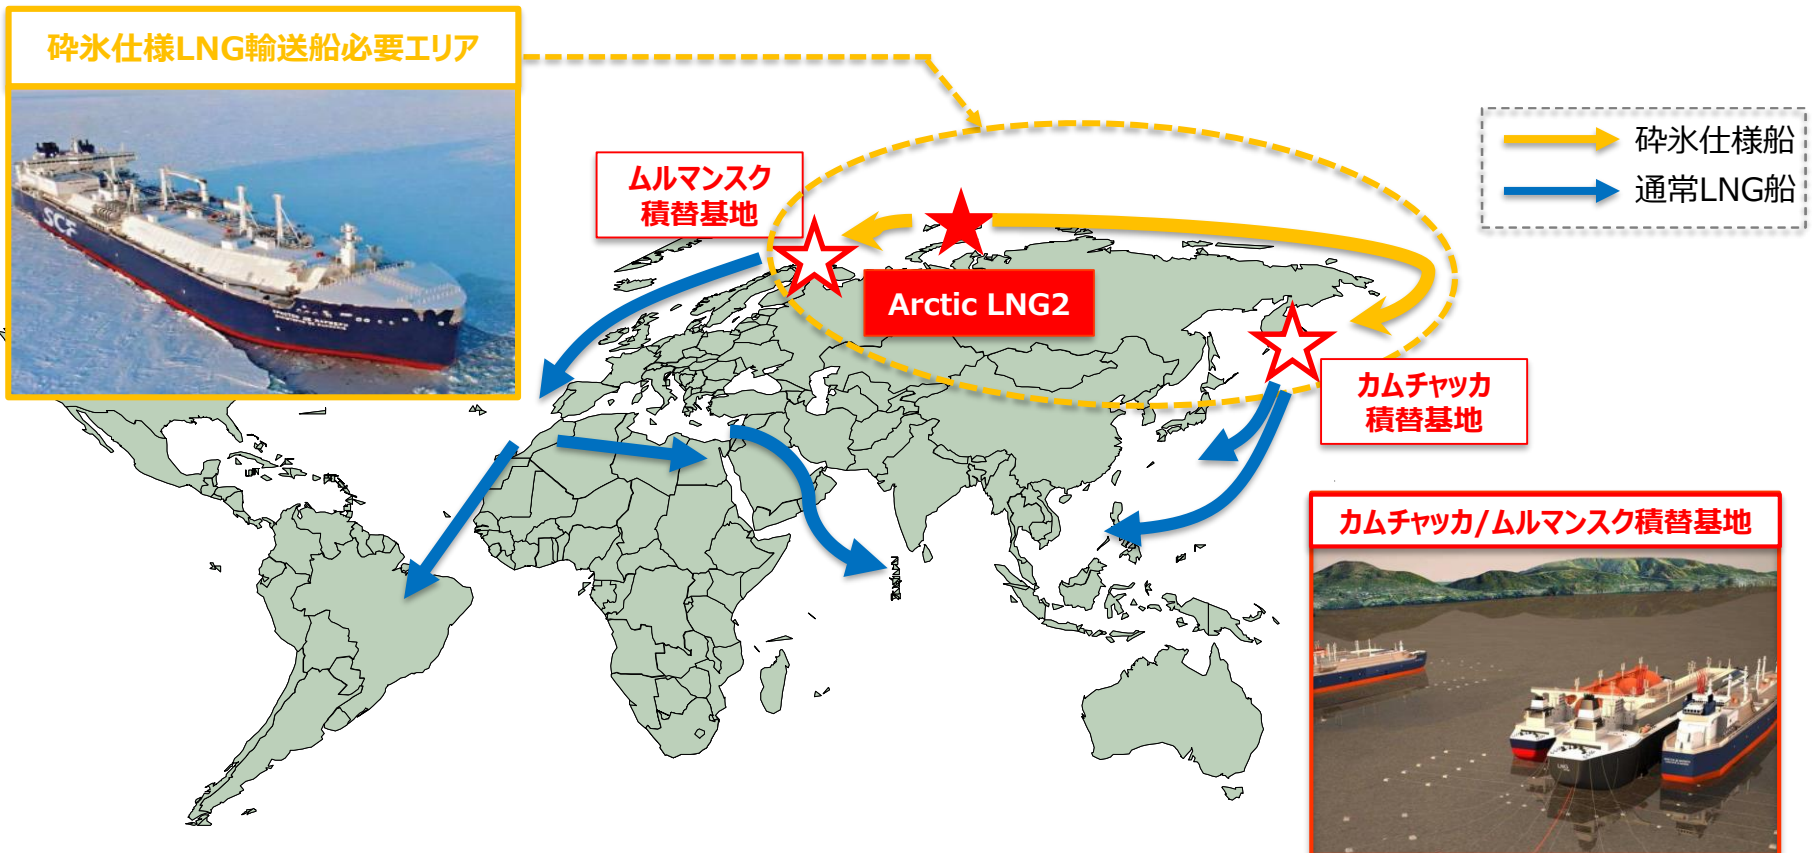 砕氷仕様LNG輸送船必要エリア
SCF
ムルマンスク
積替基地
Arctic LNG2
カムチャッカ
積替基地
砕氷仕様船
通常LNG船
カムチャッカ/ムルマンスク積替基地